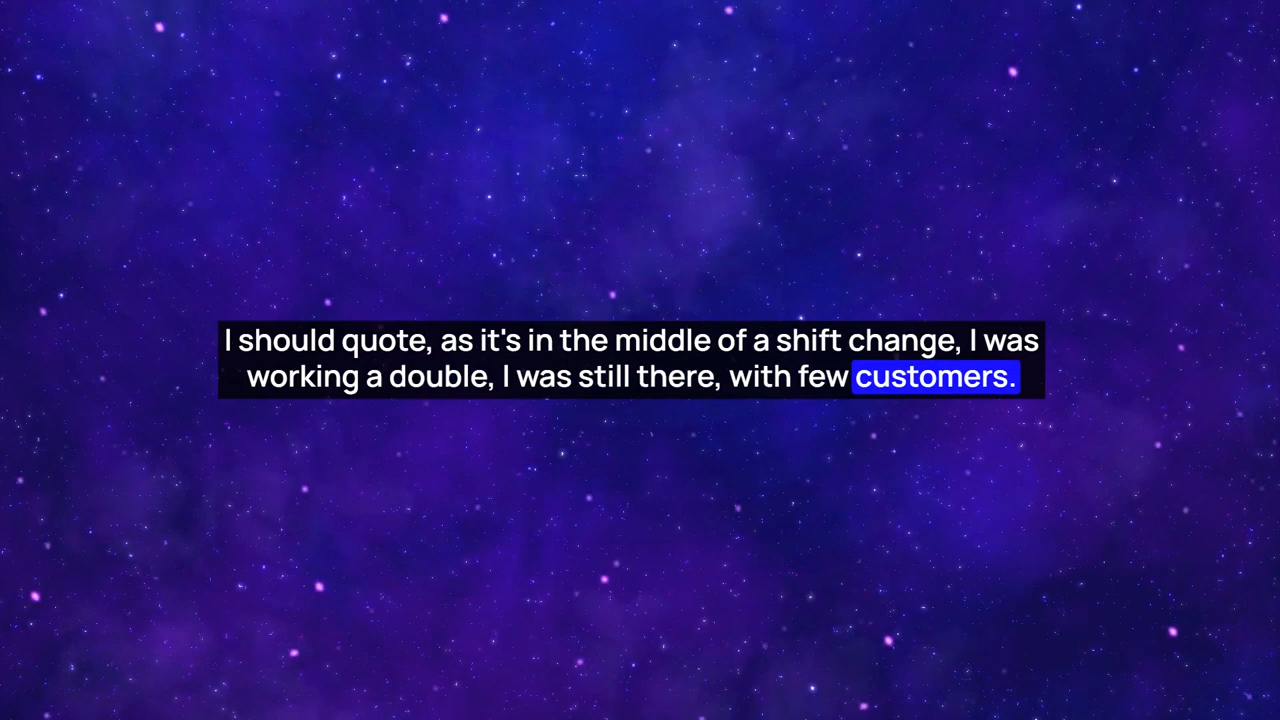 I should quote, as it's in the middle of a shift change, I was
working a double, I was still there, with few customers.